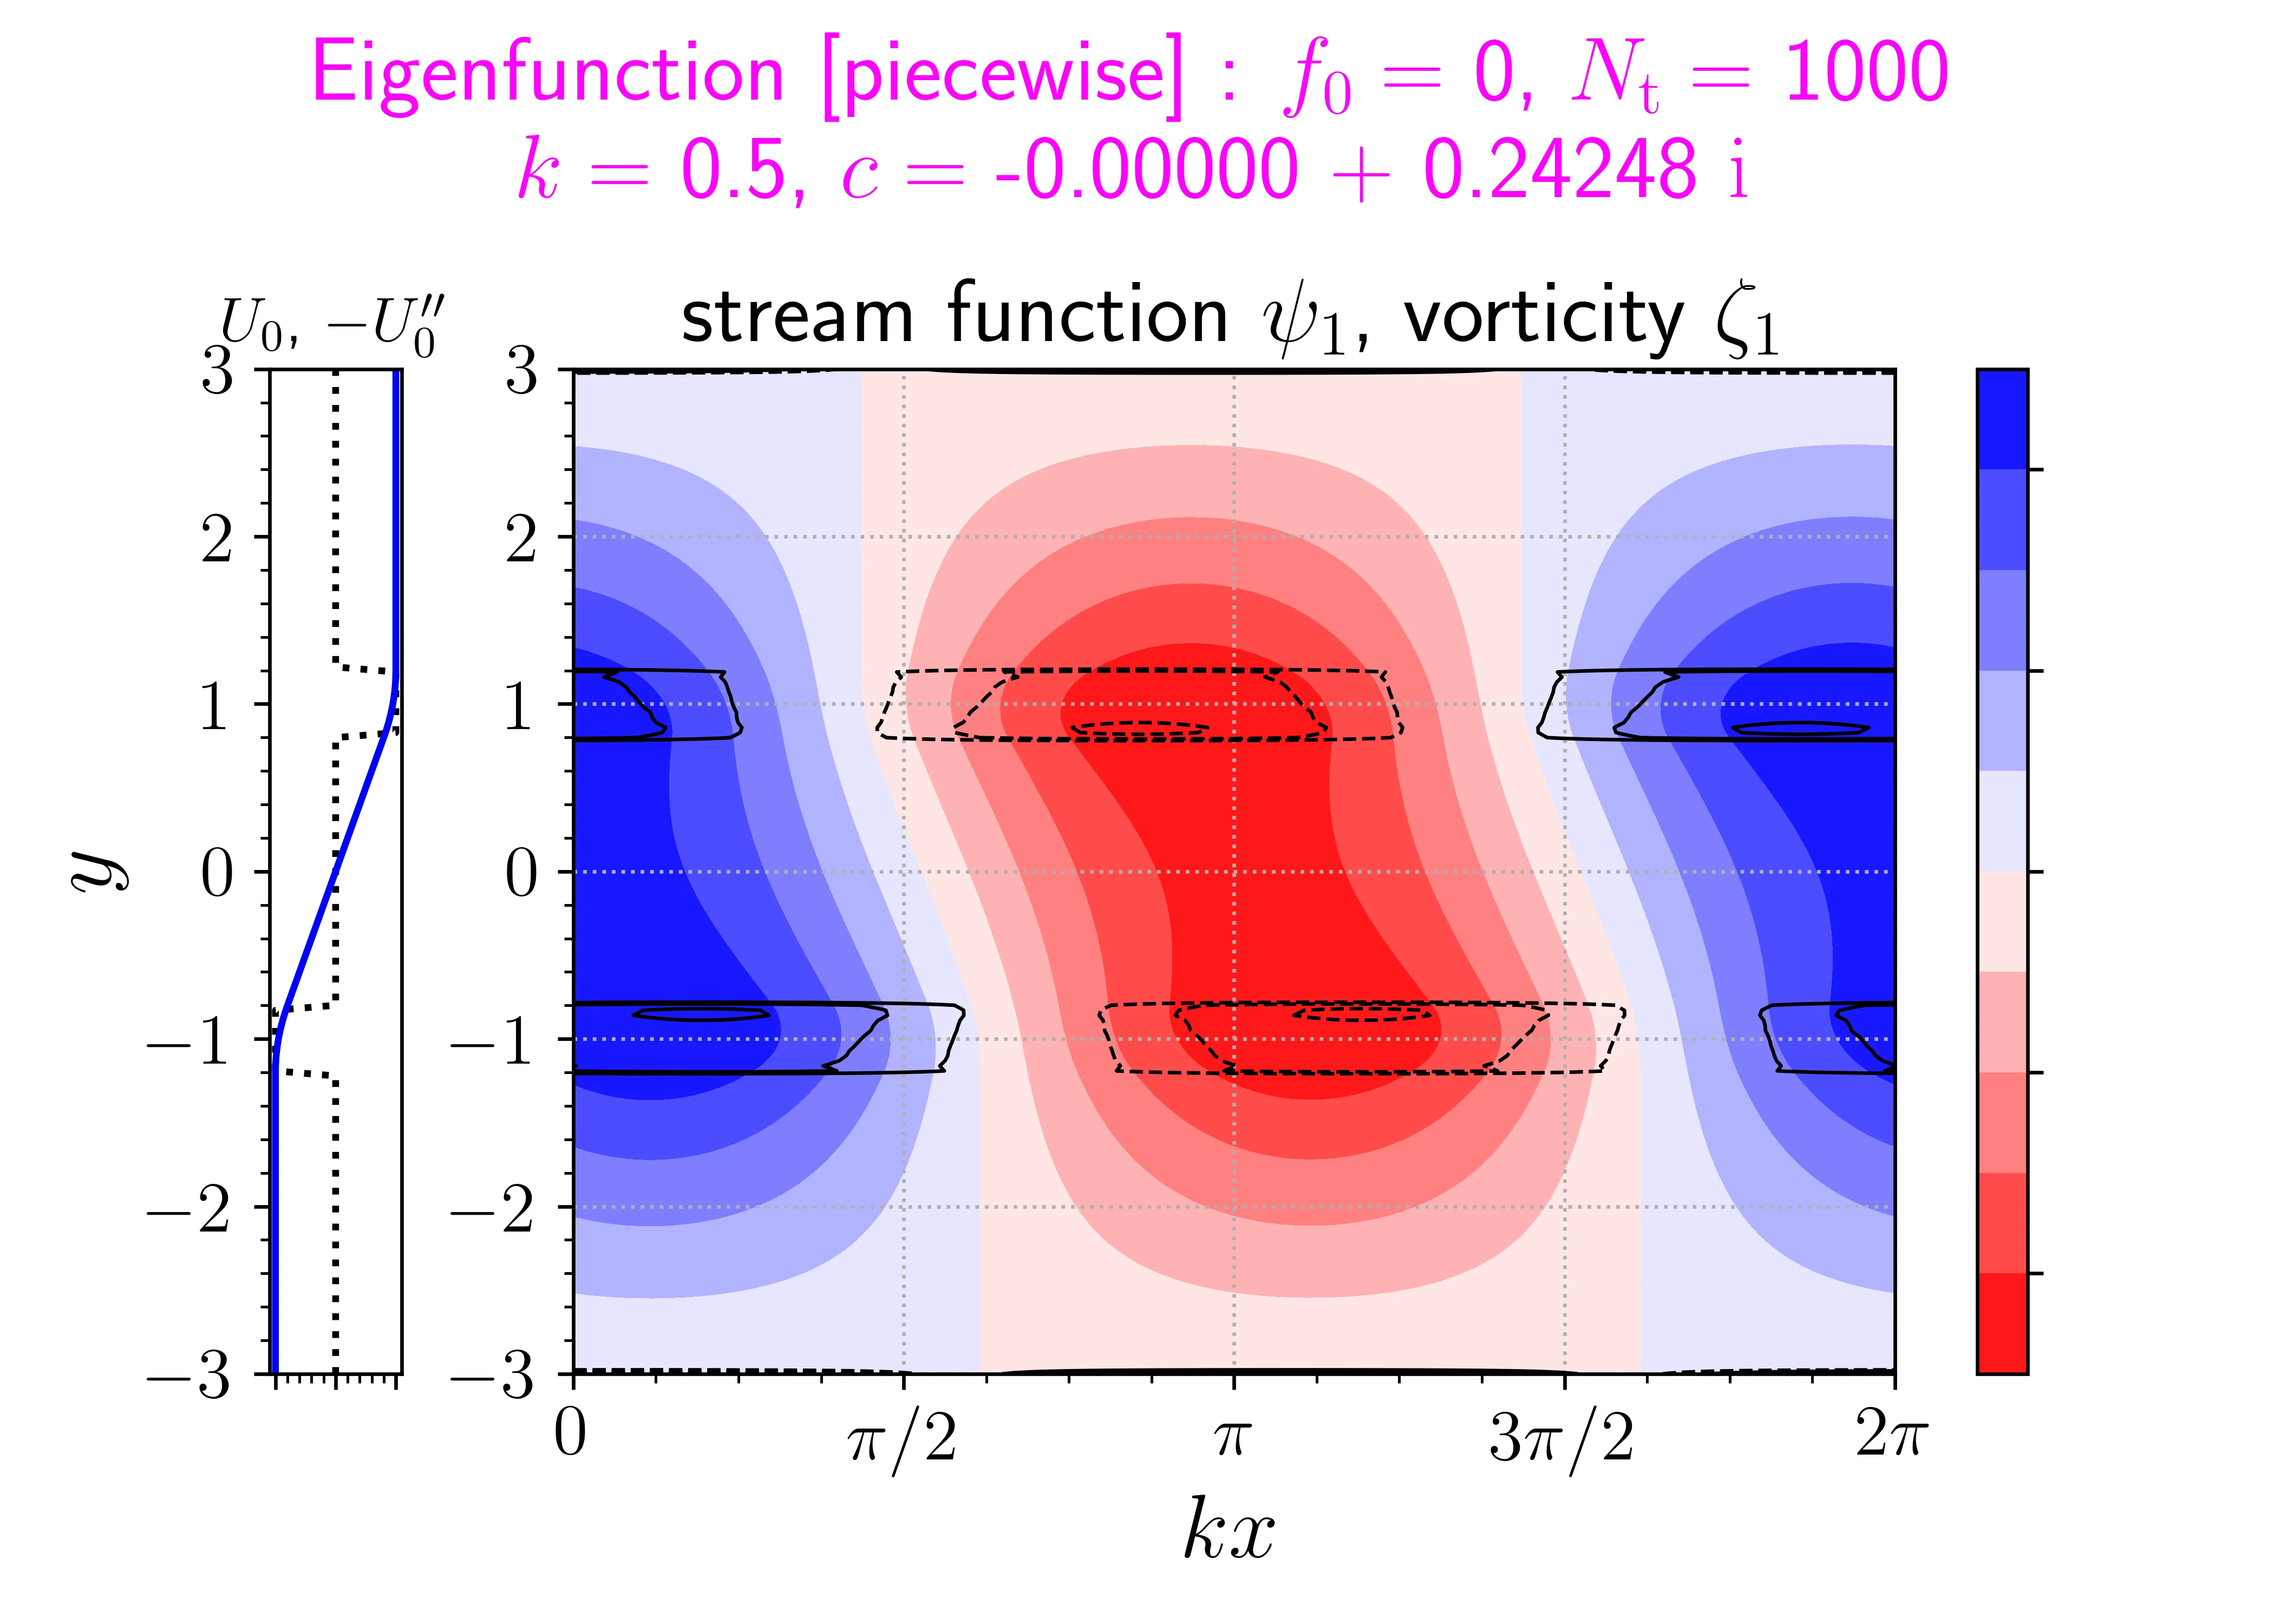 Eigenfunction [piecewise] : f₀ = 0, Nₜ = 1000
k = 0.5, c = -0.00000 + 0.24248 i
U₀, −U₀″
stream function ψ₁, vorticity ζ₁
y
3
2
1
0
−1
−2
−3
3
2
1
0
−1
−2
−3
0 π/2 π 3π/2 2π
kx